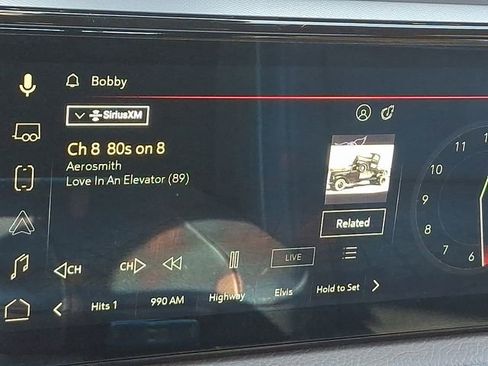 Bobby
SiriusXM
Ch 8 80s on 8
Aerosmith
Love In An Elevator (89)
Related
CH
CH
LIVE
Hits 1
990 AM
Highway
Elvis
Hold to Set
11
10
9
8
7
6